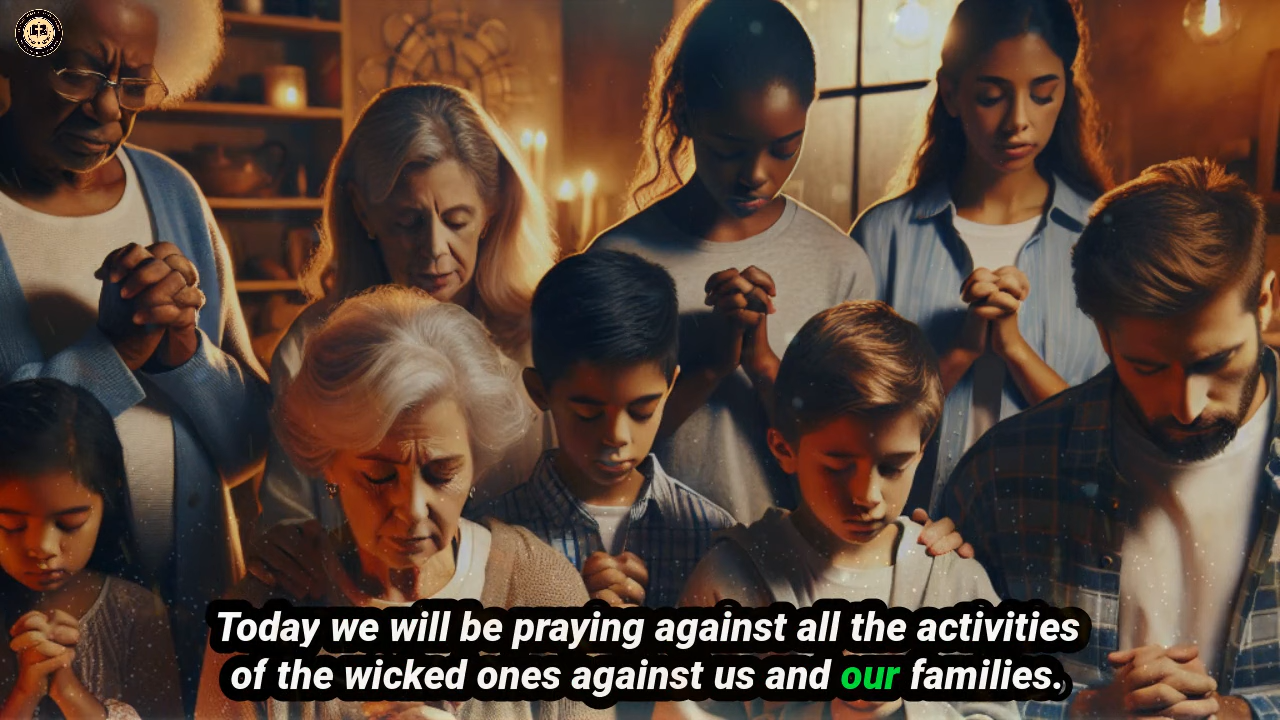 Today we will be praying against all the activities
of the wicked ones against us and our families.